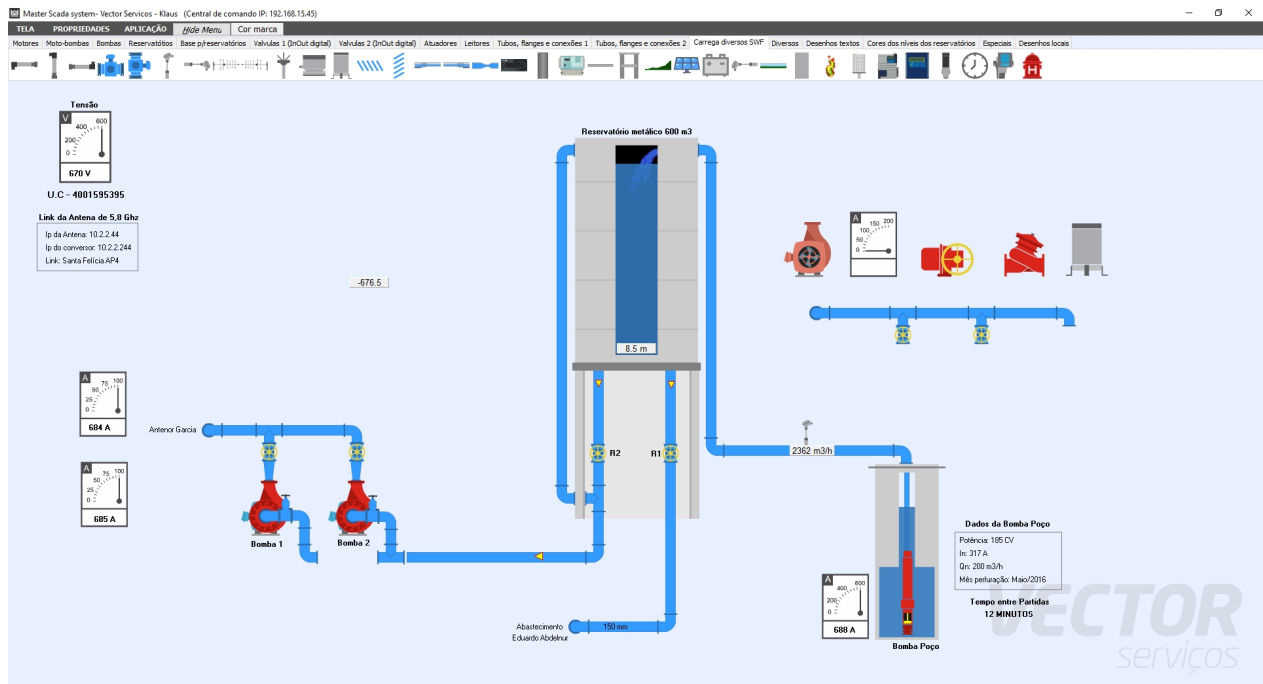 Master Scada system- Vector Servicos - Klaus (Central de comando IP: 192.168.15.45)
TELA PROPRIEDADES APLICAÇÃO Hide Menu Cor marca
Motores Moto-bombas Bombas Reservatótios Base p/reservatórios Valvulas 1 (InOut digital) Valvulas 2 (InOut digital) Atuadores Leitores Tubos, flanges e conexões 1 Tubos, flanges e conexões 2 Carrega diversos SWF Diversos Desenhos textos Cores dos níveis dos reservatórios Especiais Desenhos locais
H
Tensão
V
600
400
200
0
670 V
U.C - 4001595395
Link da Antena de 5,8 Ghz
Ip da Antena: 10.2.2.44
Ip do conversor: 10.2.2.244
Link: Santa Felícia AP4
-676.5
Reservatório metálico 600 m3
8.5 m
A
200
150
100
50
0
A
100
75
50
25
0
684 A
Antenor Garcia
A
100
75
50
25
0
685 A
Bomba 1
Bomba 2
R2
R1
2362 m3/h
Abastecimento
Eduardo Abdelnur
150 mm
Dados da Bomba Poço
Potência: 185 CV
In: 317 A
Qn: 200 m3/h
Mês perfuração: Maio/2016
Tempo entre Partidas
12 MINUTOS
A
600
400
200
0
688 A
Bomba Poço
VECTOR
serviços